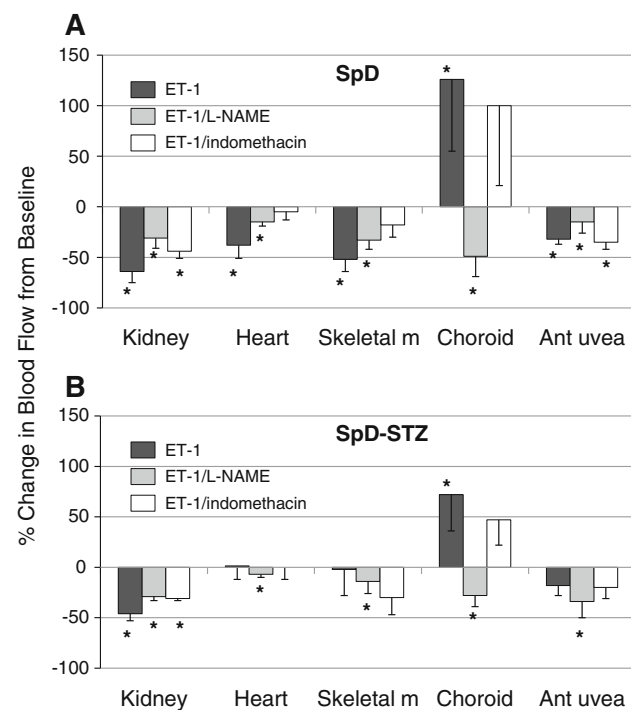 A
% Change in Blood Flow from Baseline
150
100
50
0
-50
-100
SpD
ET-1
ET-1/L-NAME
ET-1/indomethacin
*
*
*
*
*
*
*
*
*
*
*
*
Kidney Heart Skeletal m Choroid Ant uvea
B
150
100
50
0
-50
-100
SpD-STZ
ET-1
ET-1/L-NAME
ET-1/indomethacin
*
*
*
*
*
*
*
*
Kidney Heart Skeletal m Choroid Ant uvea